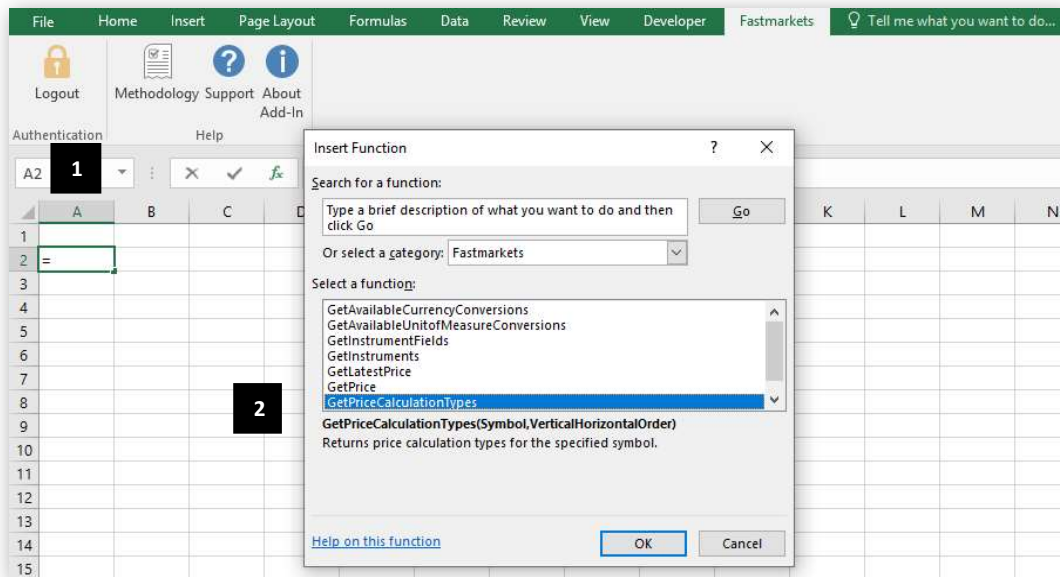 File Home Insert Page Layout Formulas Data Review View Developer Fastmarkets Tell me what you want to do...
Logout Methodology Support About
Add-In
Authentication Help
A2 1 fx
Insert Function ? ×
Search for a function:
Type a brief description of what you want to do and then
click Go
Go
Or select a category: Fastmarkets
Select a function:
GetAvailableCurrencyConversions
GetAvailableUnitofMeasureConversions
GetInstrumentFields
GetInstruments
GetLatestPrice
GetPrice
GetPriceCalculationTypes
2
GetPriceCalculationTypes(Symbol,VerticalHorizontalOrder)
Returns price calculation types for the specified symbol.
Help on this function OK Cancel
A B C D K L M N
1
2 =
3
4
5
6
7
8
9
10
11
12
13
14
15